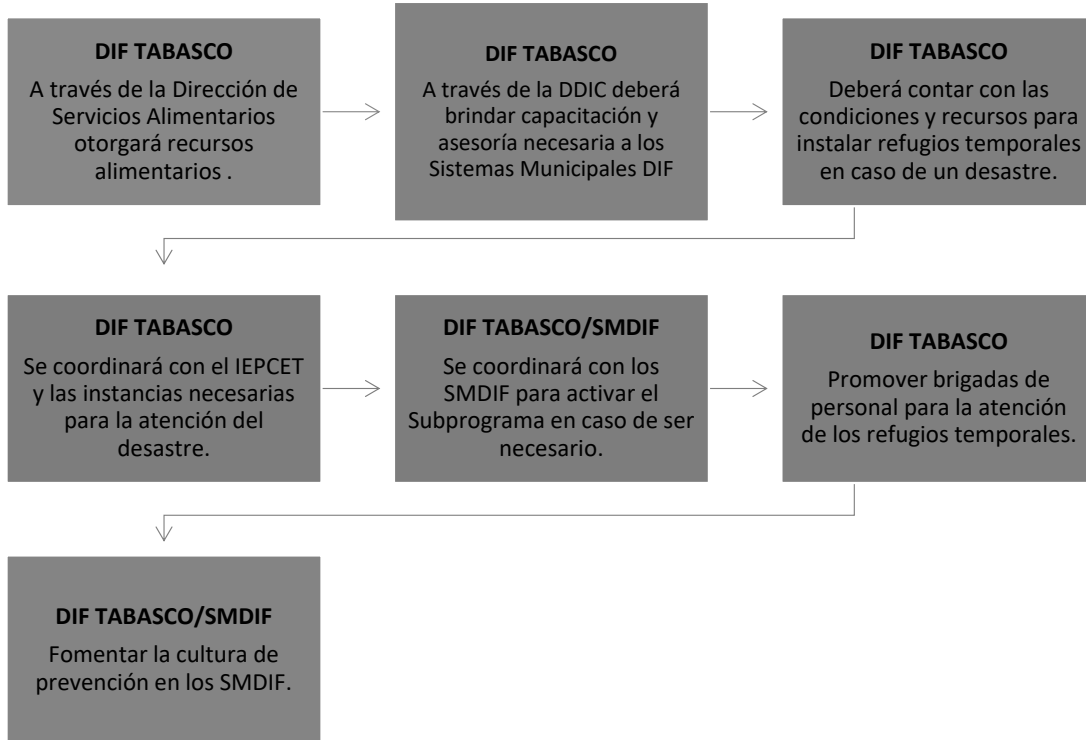 DIF TABASCO
A través de la Dirección de
Servicios Alimentarios
otorgará recursos
alimentarios .
DIF TABASCO
A través de la DDIC deberá
brindar capacitación y
asesoría necesaria a los
Sistemas Municipales DIF
DIF TABASCO
Deberá contar con las
condiciones y recursos para
instalar refugios temporales
en caso de un desastre.
DIF TABASCO
Se coordinará con el IEPCET
y las instancias necesarias
para la atención del
desastre.
DIF TABASCO/SMDIF
Se coordinará con los
SMDIF para activar el
Subprograma en caso de ser
necesario.
DIF TABASCO
Promover brigadas de
personal para la atención
de los refugios temporales.
DIF TABASCO/SMDIF
Fomentar la cultura de
prevención en los SMDIF.